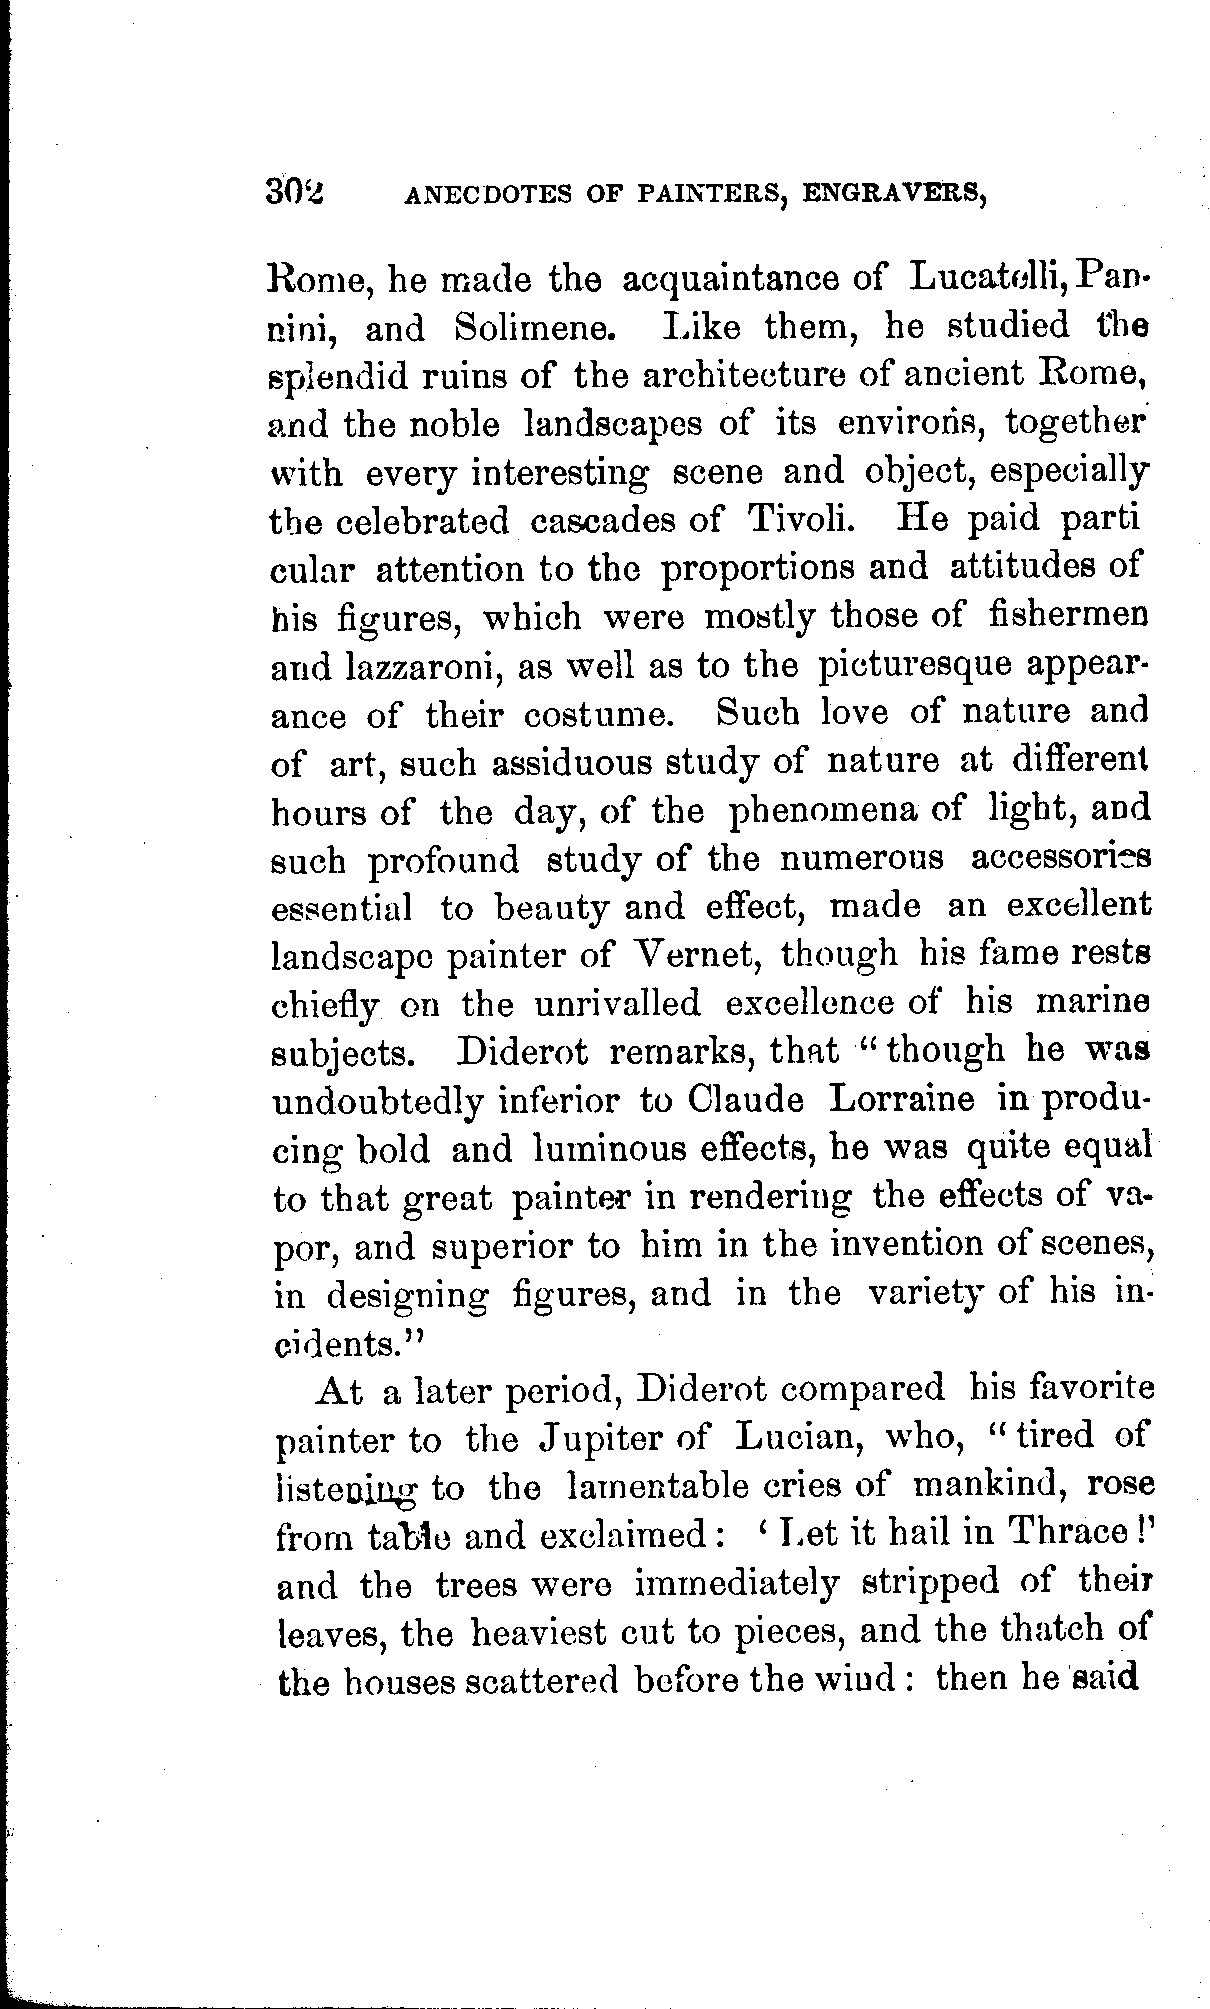 302 ANECDOTES OF PAINTERS, ENGRAVERS,
Rome, he made the acquaintance of Lucatelli, Pan-
nini, and Solimene. Like them, he studied the
splendid ruins of the architecture of ancient Rome,
and the noble landscapes of its environs, together
with every interesting scene and object, especially
the celebrated cascades of Tivoli. He paid parti
cular attention to the proportions and attitudes of
his figures, which were mostly those of fishermen
and lazzaroni, as well as to the picturesque appear-
ance of their costume. Such love of nature and
of art, such assiduous study of nature at different
hours of the day, of the phenomena of light, and
such profound study of the numerous accessories
essential to beauty and effect, made an excellent
landscape painter of Vernet, though his fame rests
chiefly on the unrivalled excellence of his marine
subjects. Diderot remarks, that "though he was
undoubtedly inferior to Claude Lorraine in produ-
cing bold and luminous effects, he was quite equal
to that great painter in rendering the effects of va-
por, and superior to him in the invention of scenes,
in designing figures, and in the variety of his in-
cidents."
At a later period, Diderot compared his favorite
painter to the Jupiter of Lucian, who, "tired of
listening to the lamentable cries of mankind, rose
from table and exclaimed: 'Let it hail in Thrace!'
and the trees were immediately stripped of their
leaves, the heaviest cut to pieces, and the thatch of
the houses scattered before the wind: then he said